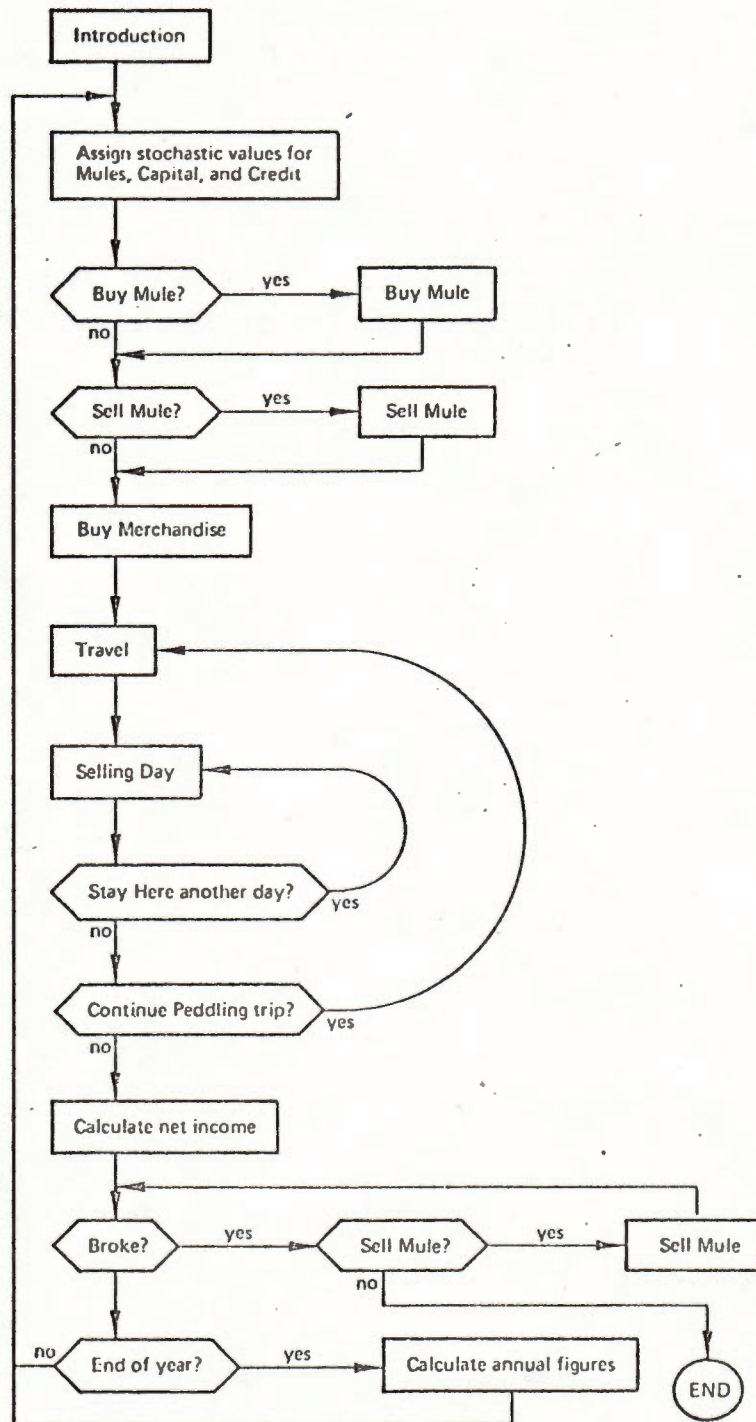 Introduction
Assign stochastic values for
Mules, Capital, and Credit
Buy Mule?
yes
Buy Mule
no
Sell Mule?
yes
Sell Mule
no
Buy Merchandise
Travel
Selling Day
Stay Here another day?
yes
no
Continue Peddling trip?
yes
no
Calculate net income
Broke?
yes
Sell Mule?
yes
Sell Mule
no
no
End of year?
yes
Calculate annual figures
END